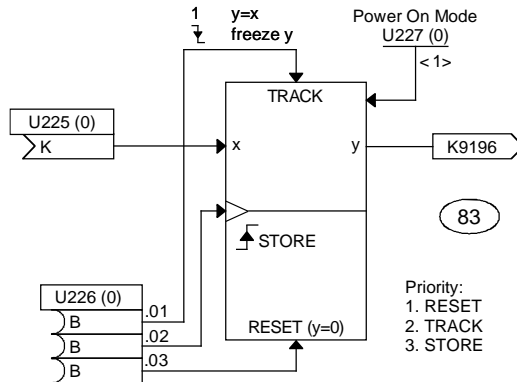 1 y=x
freeze y
Power On Mode
U227 (0)
< 1>
TRACK
U225 (0)
K
x
y
K9196
83
STORE
U226 (0)
B .01
B .02
B .03
RESET (y=0)
Priority:
1. RESET
2. TRACK
3. STORE